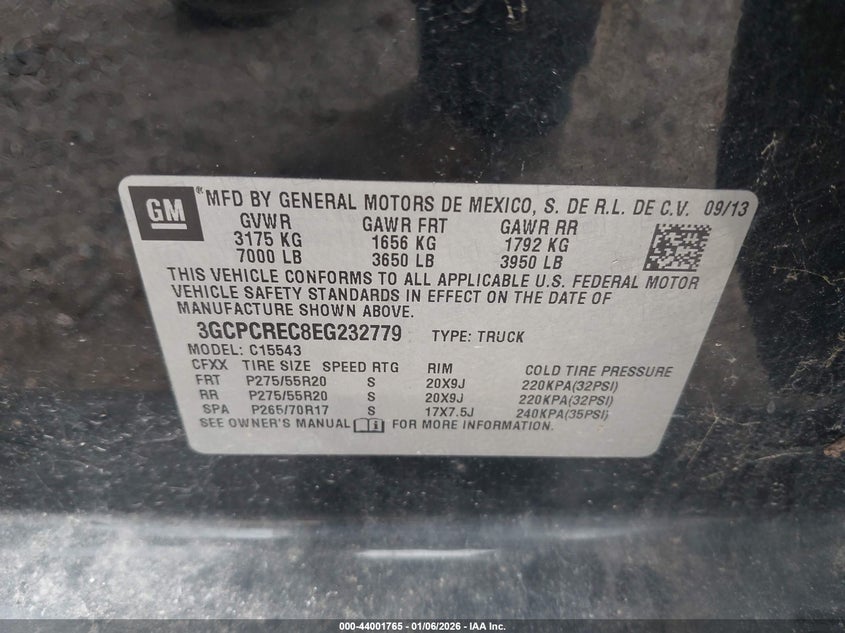 GM ® MFD BY GENERAL MOTORS DE MEXICO, S. DE R.L. DE C.V. 09/13
GVWR GAWR FRT GAWR RR
3175 KG 1656 KG 1792 KG
7000 LB 3650 LB 3950 LB
THIS VEHICLE CONFORMS TO ALL APPLICABLE U.S. FEDERAL MOTOR
VEHICLE SAFETY STANDARDS IN EFFECT ON THE DATE OF
MANUFACTURE SHOWN ABOVE.
3GCPCREC8EG232779 TYPE: TRUCK
MODEL: C15543
CFXX TIRE SIZE SPEED RTG RIM COLD TIRE PRESSURE
FRT P275/55R20 S 20X9J 220KPA(32PSI)
RR P275/55R20 S 20X9J 220KPA(32PSI)
SPA P265/70R17 S 17X7.5J 240KPA(35PSI)
SEE OWNER'S MANUAL FOR MORE INFORMATION.
000-44001765 - 01/06/2026 - IAA Inc.